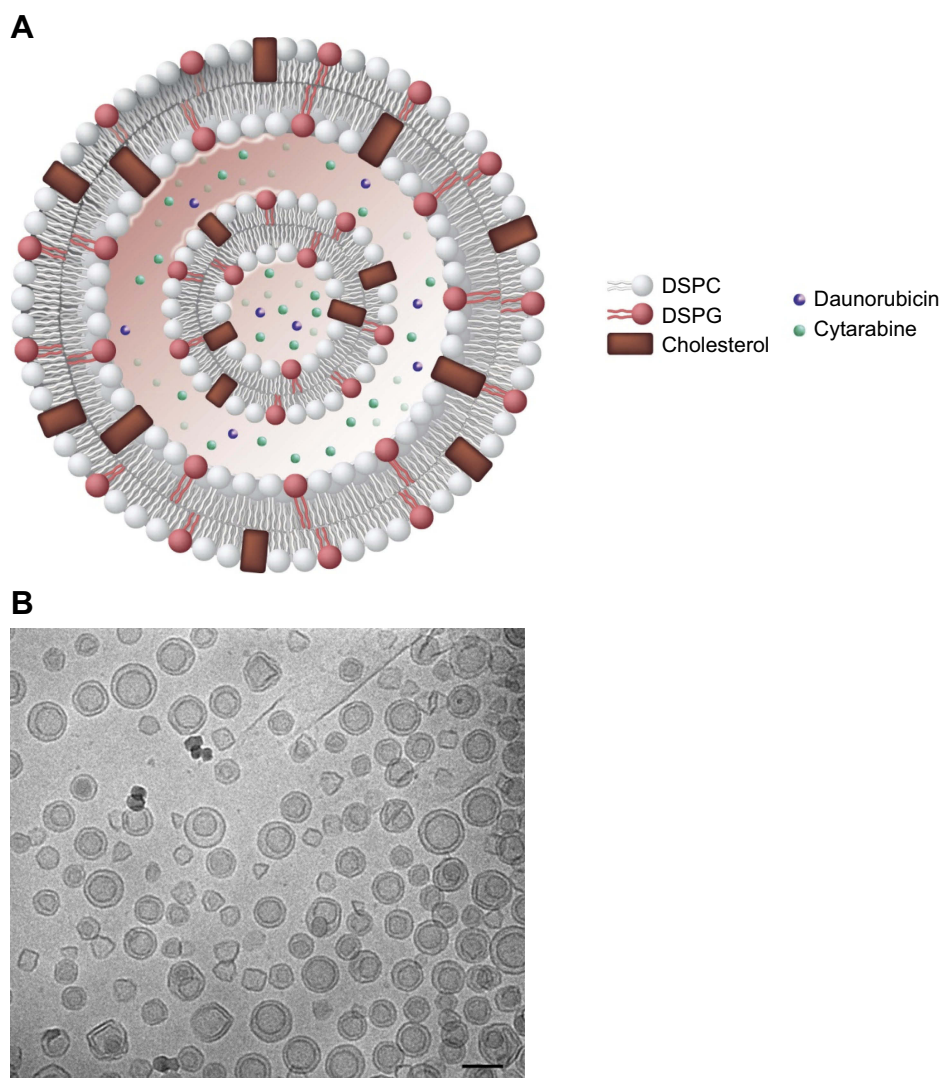 A
DSPC
DSPG
Cholesterol
Daunorubicin
Cytarabine
B